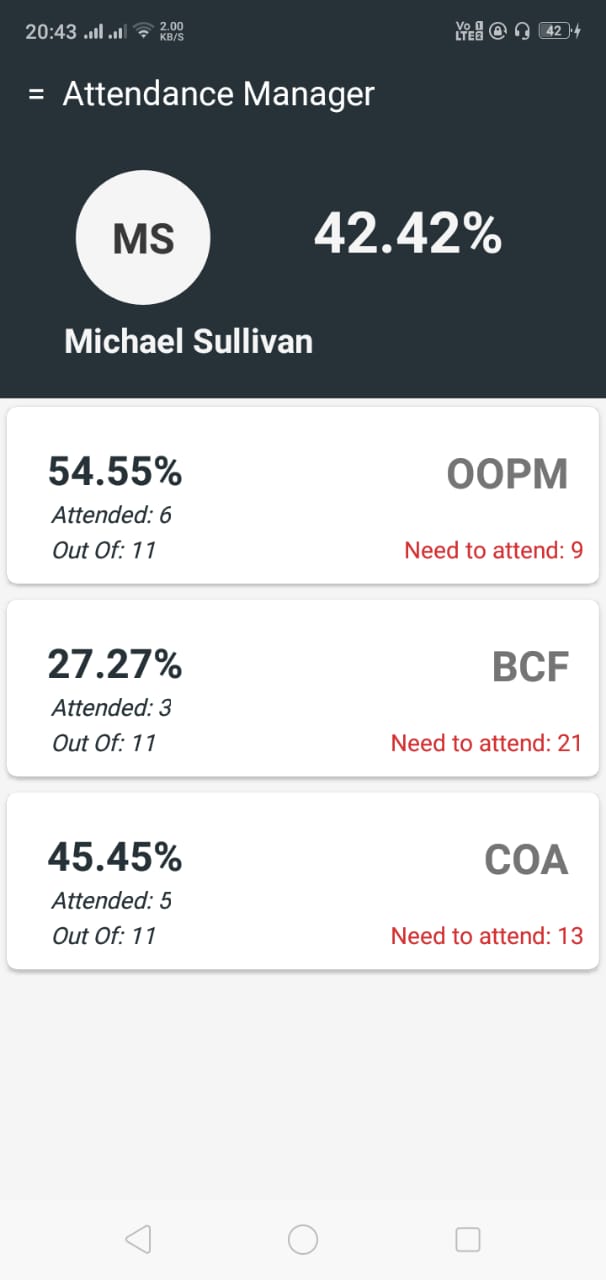 20:43 2.00 KB/S Vo 1 LTE 2 42
= Attendance Manager
MS
42.42%
Michael Sullivan
54.55%
OOPM
Attended: 6
Out Of: 11
Need to attend: 9
27.27%
BCF
Attended: 3
Out Of: 11
Need to attend: 21
45.45%
COA
Attended: 5
Out Of: 11
Need to attend: 13